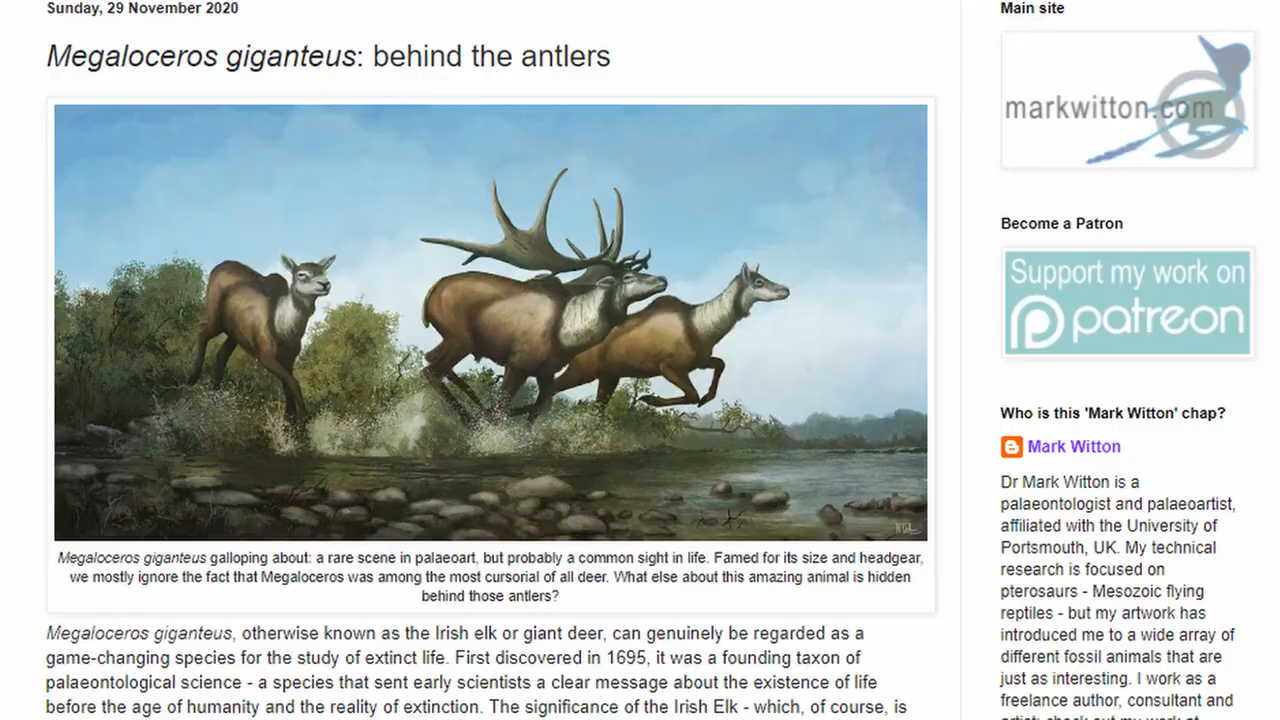 Sunday, 29 November 2020
Megaloceros giganteus: behind the antlers
Megaloceros giganteus galloping about: a rare scene in palaeoart, but probably a common sight in life. Famed for its size and headgear,
we mostly ignore the fact that Megaloceros was among the most cursorial of all deer. What else about this amazing animal is hidden
behind those antlers?
Megaloceros giganteus, otherwise known as the Irish elk or giant deer, can genuinely be regarded as a
game-changing species for the study of extinct life. First discovered in 1695, it was a founding taxon of
palaeontological science - a species that sent early scientists a clear message about the existence of life
before the age of humanity and the reality of extinction. The significance of the Irish Elk - which, of course, is
Main site
markwitton.com
Become a Patron
Support my work on
patreon
Who is this 'Mark Witton' chap?
Mark Witton
Dr Mark Witton is a
palaeontologist and palaeoartist,
affiliated with the University of
Portsmouth, UK. My technical
research is focused on
pterosaurs - Mesozoic flying
reptiles - but my artwork has
introduced me to a wide array of
different fossil animals that are
just as interesting. I work as a
freelance author, consultant and